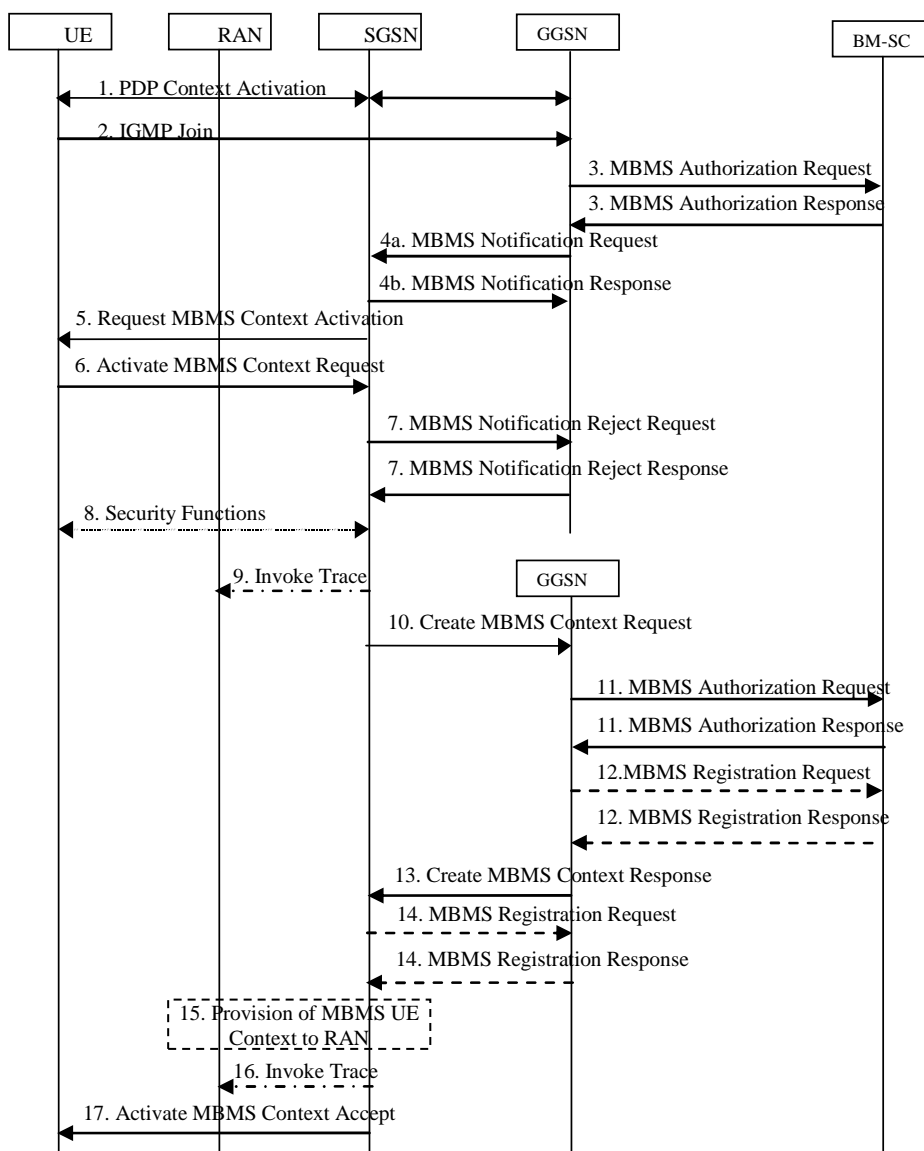 UE
RAN
SGSN
GGSN
BM-SC
1. PDP Context Activation
2. IGMP Join
3. MBMS Authorization Request
3. MBMS Authorization Response
4a. MBMS Notification Request
4b. MBMS Notification Response
5. Request MBMS Context Activation
6. Activate MBMS Context Request
7. MBMS Notification Reject Request
7. MBMS Notification Reject Response
8. Security Functions
9. Invoke Trace
GGSN
10. Create MBMS Context Request
11. MBMS Authorization Request
11. MBMS Authorization Response
12.MBMS Registration Request
12. MBMS Registration Response
13. Create MBMS Context Response
14. MBMS Registration Request
14. MBMS Registration Response
15. Provision of MBMS UE
Context to RAN
16. Invoke Trace
17. Activate MBMS Context Accept